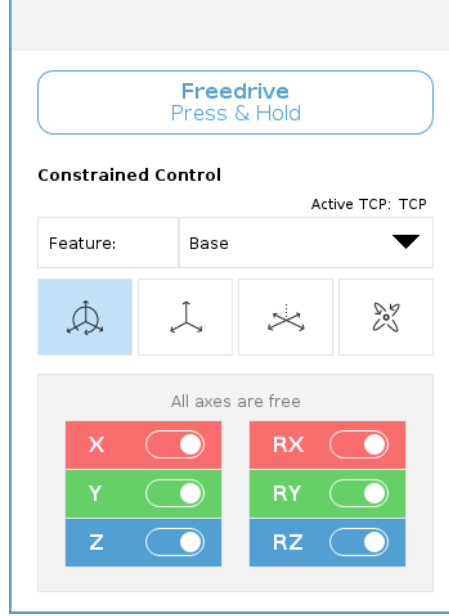 Freedrive
Press & Hold
Constrained Control
Active TCP: TCP
Feature: Base
All axes are free
X RX
Y RY
Z RZ